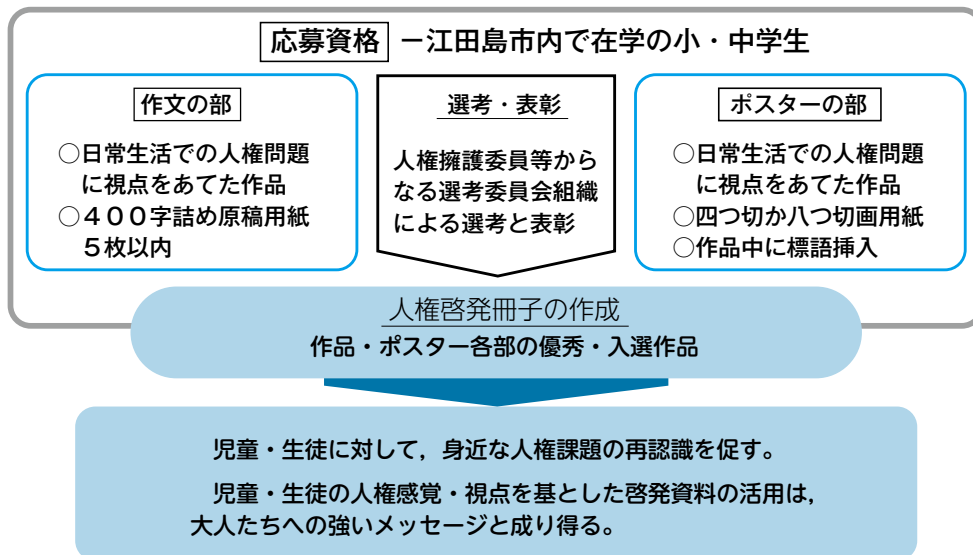 応募資格 －江田島市内で在学の小・中学生
作文の部
○日常生活での人権問題
に視点をあてた作品
○４００字詰め原稿用紙
５枚以内
選考・表彰
人権擁護委員等から
なる選考委員会組織
による選考と表彰
ポスターの部
○日常生活での人権問題
に視点をあてた作品
○四つ切か八つ切画用紙
○作品中に標語挿入
人権啓発冊子の作成
作品・ポスター各部の優秀・入選作品
児童・生徒に対して，身近な人権課題の再認識を促す。
児童・生徒の人権感覚・視点を基とした啓発資料の活用は，
大人たちへの強いメッセージと成り得る。